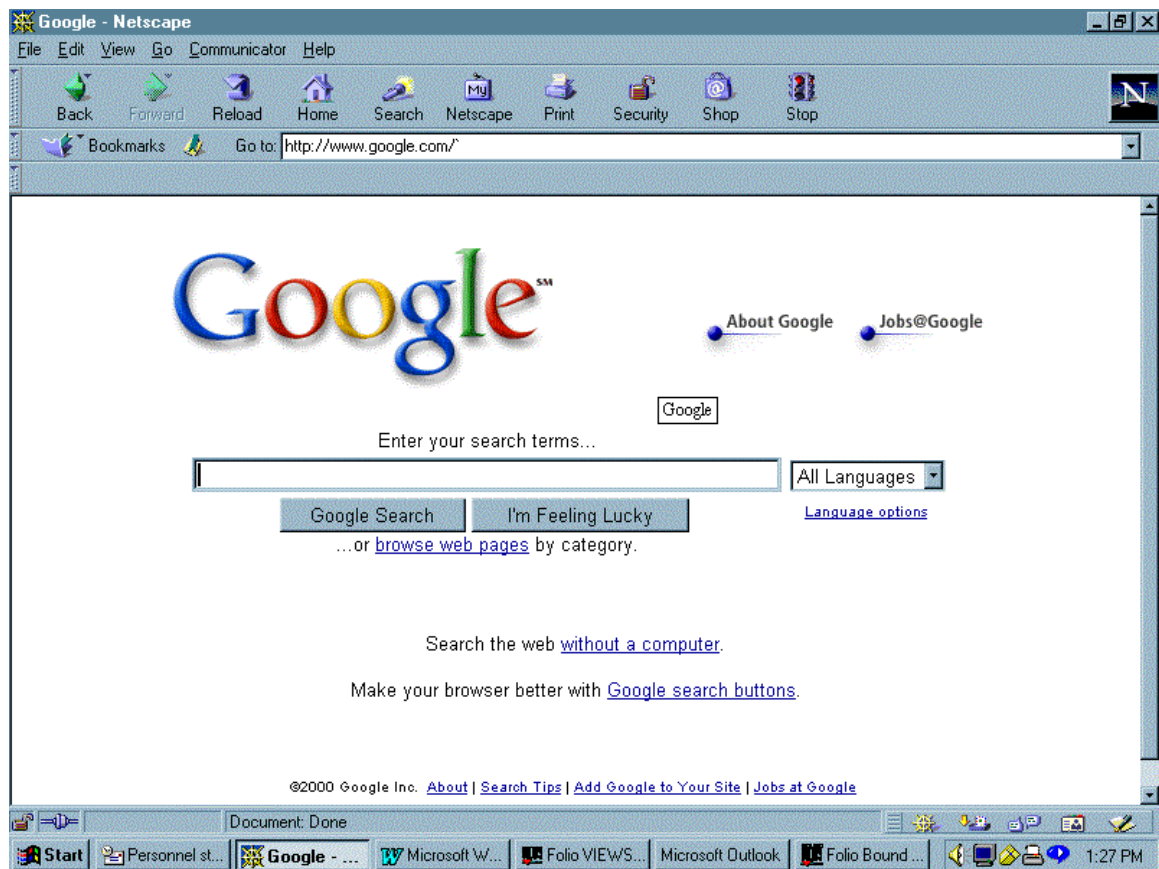 Google - Netscape
File Edit View Go Communicator Help
My
N
Back Forward Reload Home Search Netscape Print Security Shop Stop
Bookmarks Go to: http://www.google.com/`
Google SM
About Google Jobs@Google
Google
Enter your search terms...
All Languages
Google Search I'm Feeling Lucky Language options
...or browse web pages by category.
Search the web without a computer.
Make your browser better with Google search buttons.
©2000 Google Inc. About | Search Tips | Add Google to Your Site | Jobs at Google
Document: Done
Start Personnel st... Google - ... Microsoft W... Folio VIEWS... Microsoft Outlook Folio Bound ... 1:27 PM